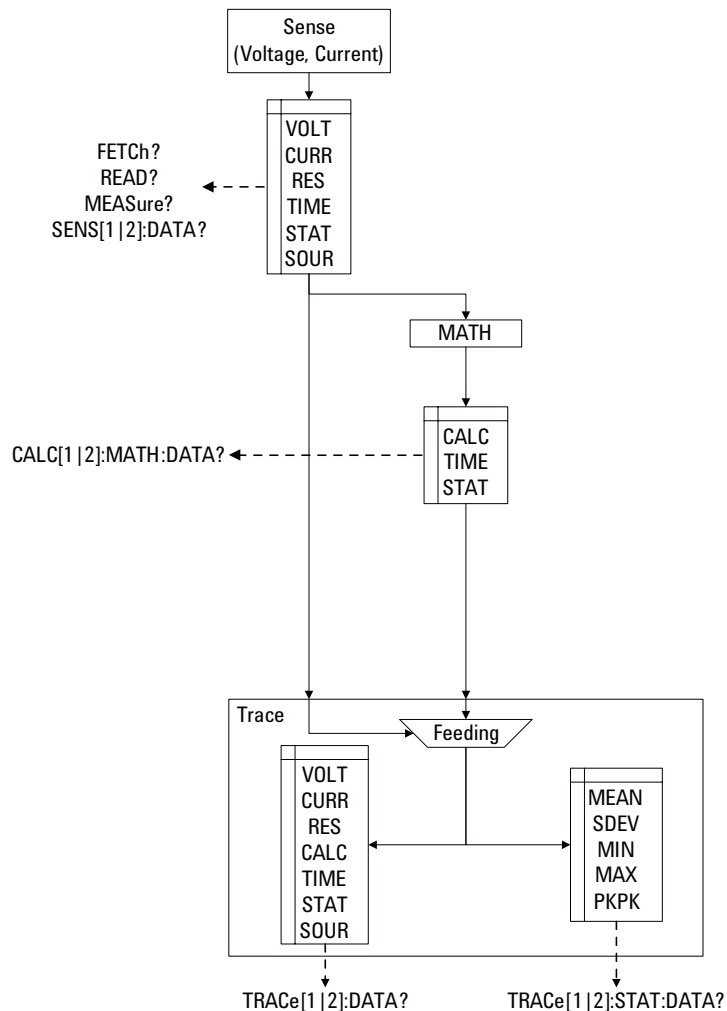 Sense
(Voltage, Current)
VOLT
CURR
RES
TIME
STAT
SOUR
FETCh?
READ?
MEASure?
SENS[1|2]:DATA?
MATH
CALC
TIME
STAT
CALC[1|2]:MATH:DATA?
Trace
Feeding
VOLT
CURR
RES
CALC
TIME
STAT
SOUR
MEAN
SDEV
MIN
MAX
PKPK
TRACe[1|2]:DATA?
TRACe[1|2]:STAT:DATA?